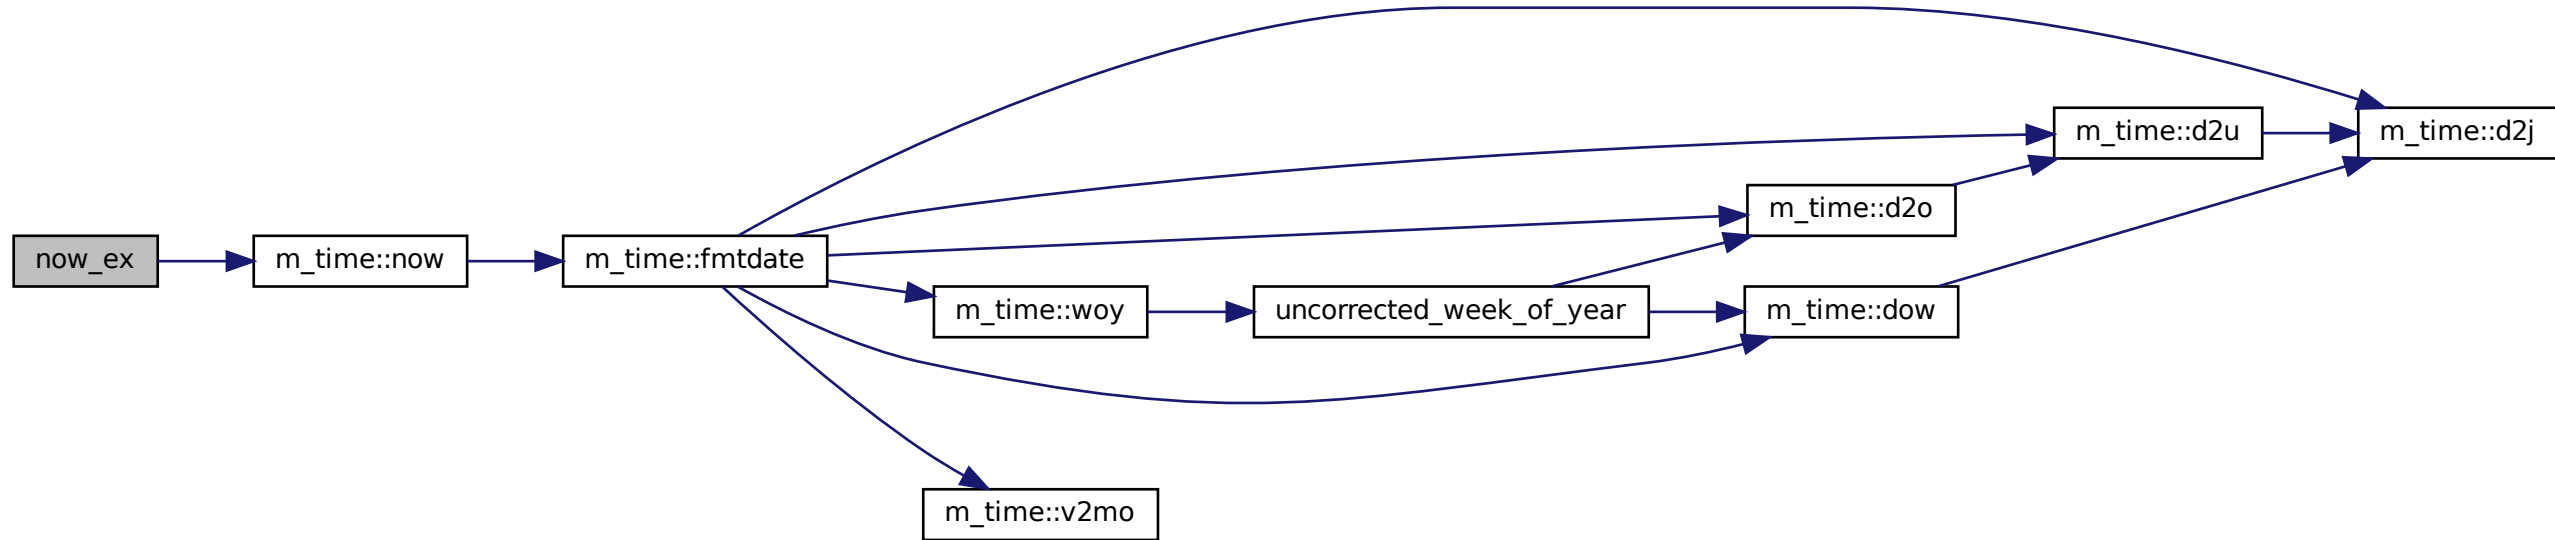 now_ex
m_time::now
m_time::fmtdate
m_time::d2j
m_time::d2u
m_time::d2o
m_time::woy
uncorrected_week_of_year
m_time::dow
m_time::v2mo